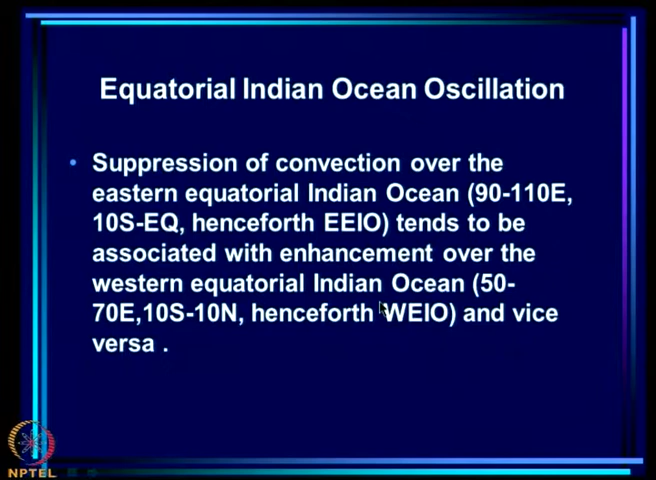 Equatorial Indian Ocean Oscillation
• Suppression of convection over the
eastern equatorial Indian Ocean (90-110E,
10S-EQ, henceforth EEIO) tends to be
associated with enhancement over the
western equatorial Indian Ocean (50-
70E,10S-10N, henceforth WEIO) and vice
versa .
NPTEL